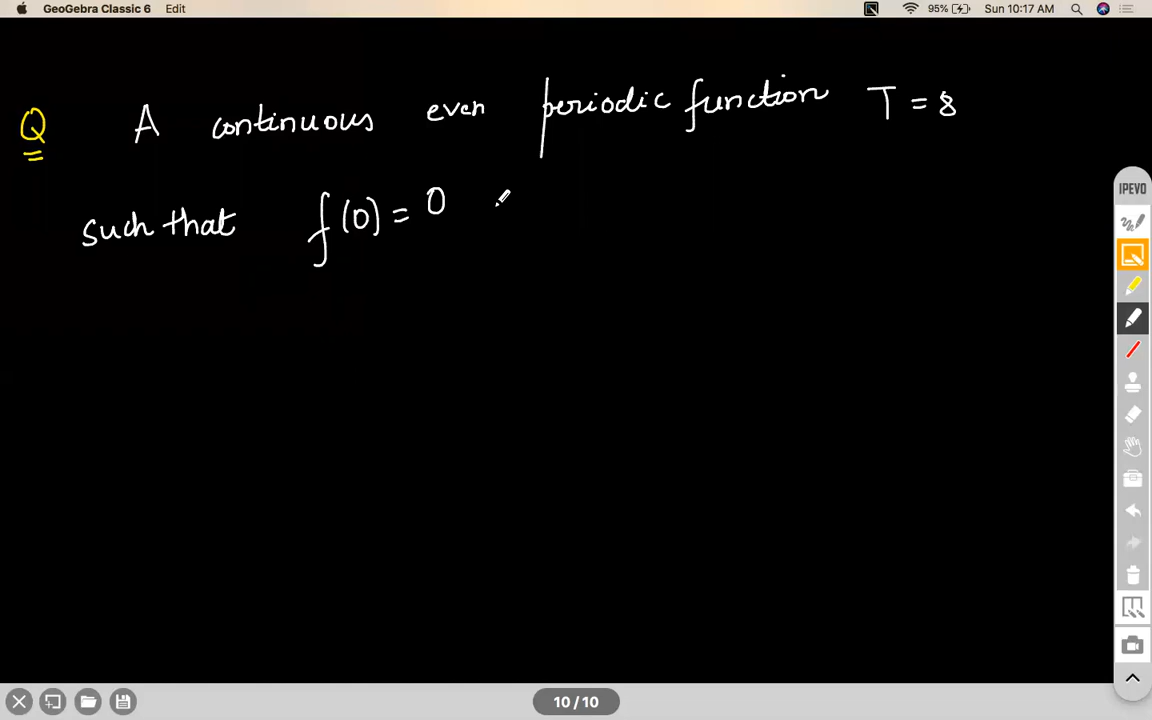 GeoGebra Classic 6 Edit 95% Sun 10:17 AM
Q A continuous even periodic function T = 8
such that f(0) = 0
IPEVO
10 / 10